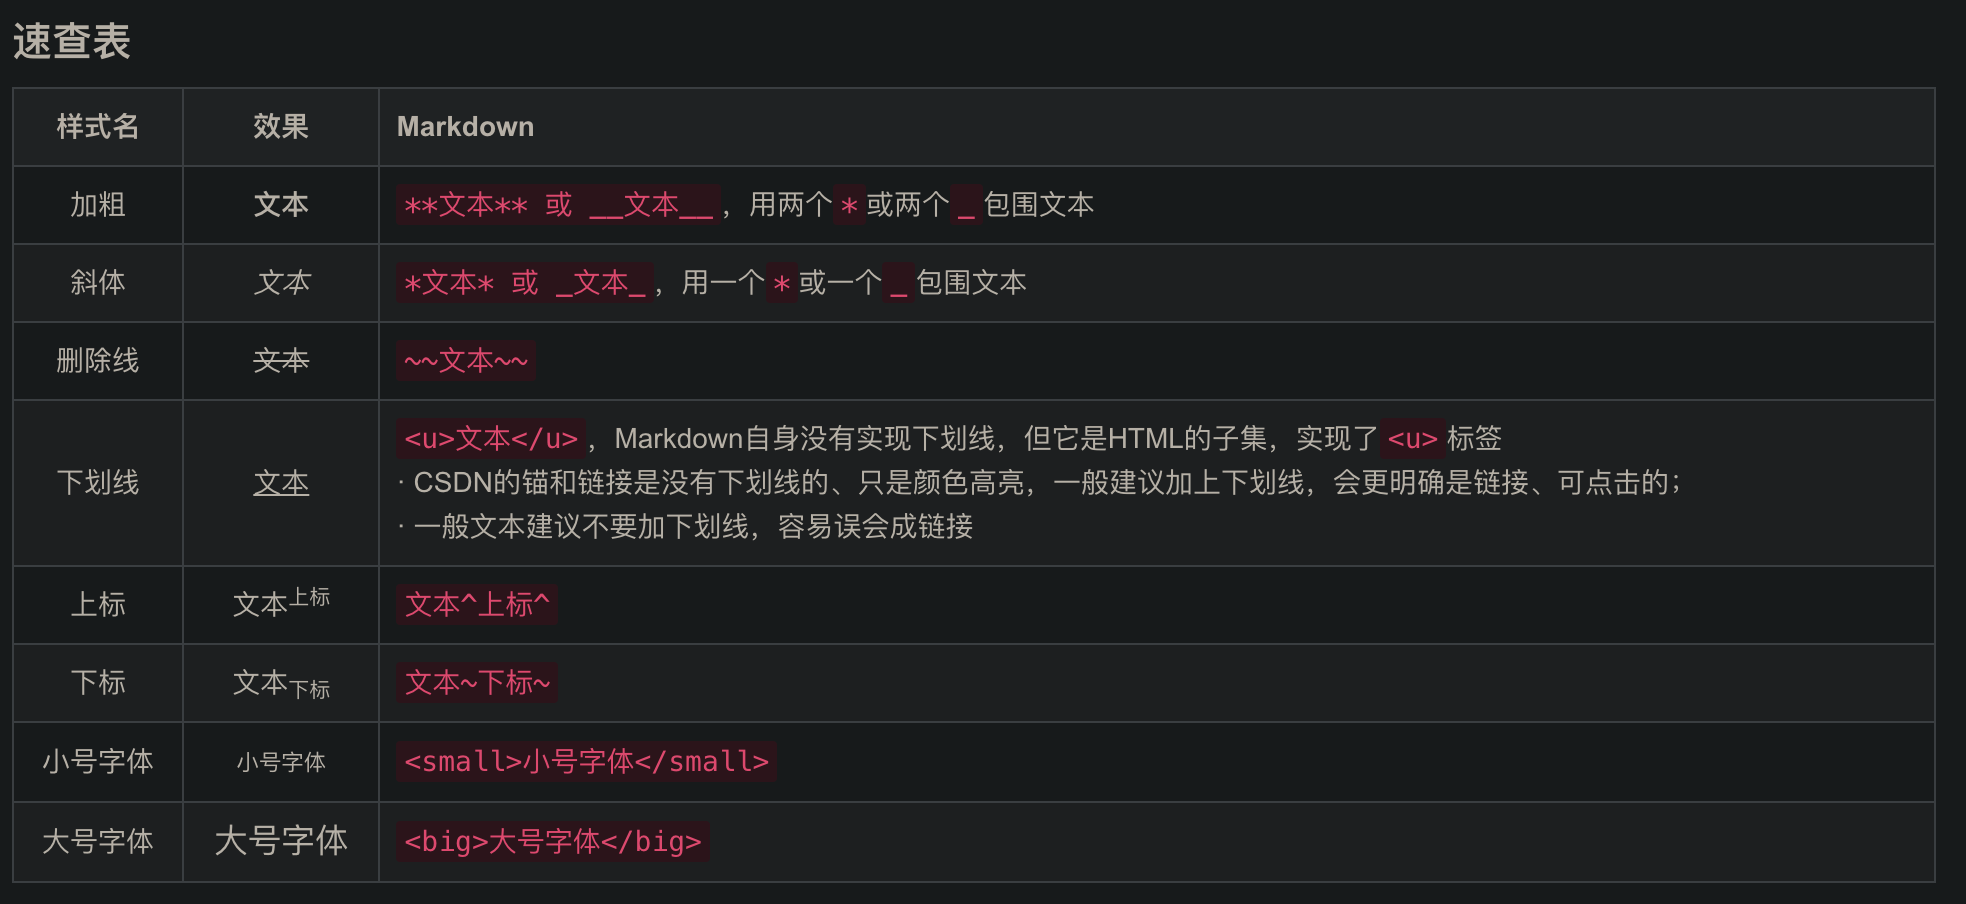 速查表
样式名 效果 Markdown
加粗 文本 **文本** 或 __文本__，用两个 * 或两个 _ 包围文本
斜体 文本 *文本* 或 _文本_，用一个 * 或一个 _ 包围文本
删除线 文本 ~~文本~~
<u>文本</u>，Markdown自身没有实现下划线，但它是HTML的子集，实现了 <u> 标签
下划线 文本 · CSDN的锚和链接是没有下划线的、只是颜色高亮，一般建议加上下划线，会更明确是链接、可点击的；
· 一般文本建议不要加下划线，容易误会成链接
上标 文本上标 文本^上标^
下标 文本下标 文本~下标~
小号字体 小号字体 <small>小号字体</small>
大号字体 大号字体 <big>大号字体</big>